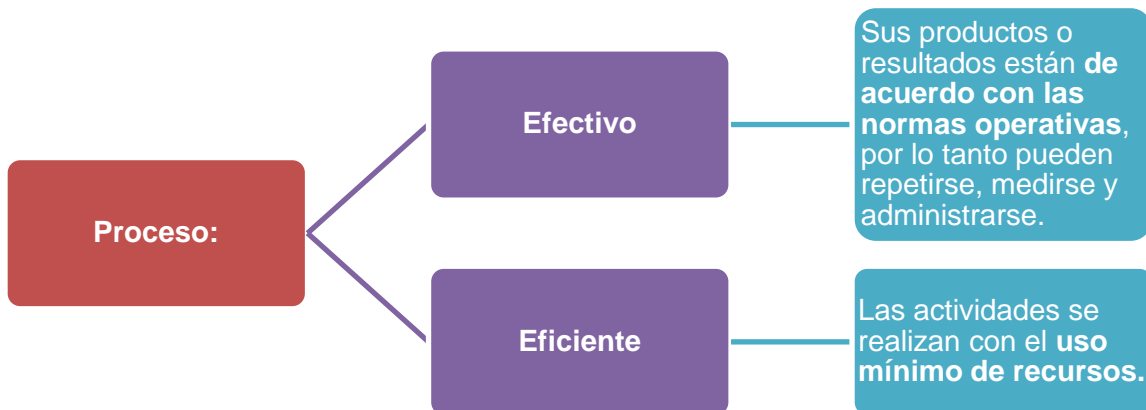 Proceso:
Efectivo
Sus productos o
resultados están de
acuerdo con las
normas operativas,
por lo tanto pueden
repetirse, medirse y
administrarse.
Eficiente
Las actividades se
realizan con el uso
mínimo de recursos.